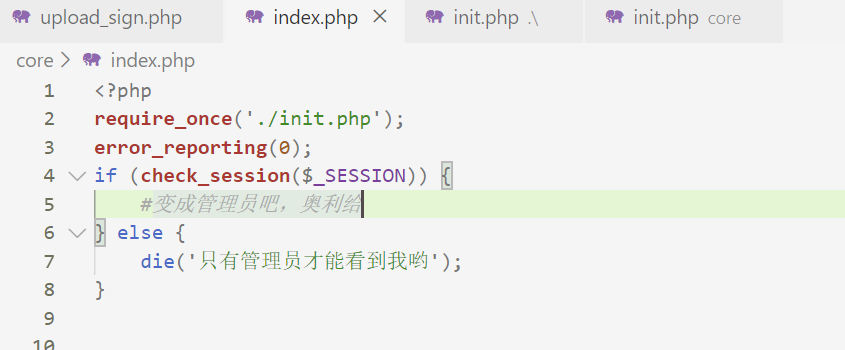 upload_sign.php index.php × init.php .\ init.php core
core > index.php
1 <?php
2 require_once('./init.php');
3 error_reporting(0);
4 if (check_session($_SESSION)) {
5 #变成管理员吧，奥利给
6 } else {
7 die('只有管理员才能看到我哟');
8 }
9
10